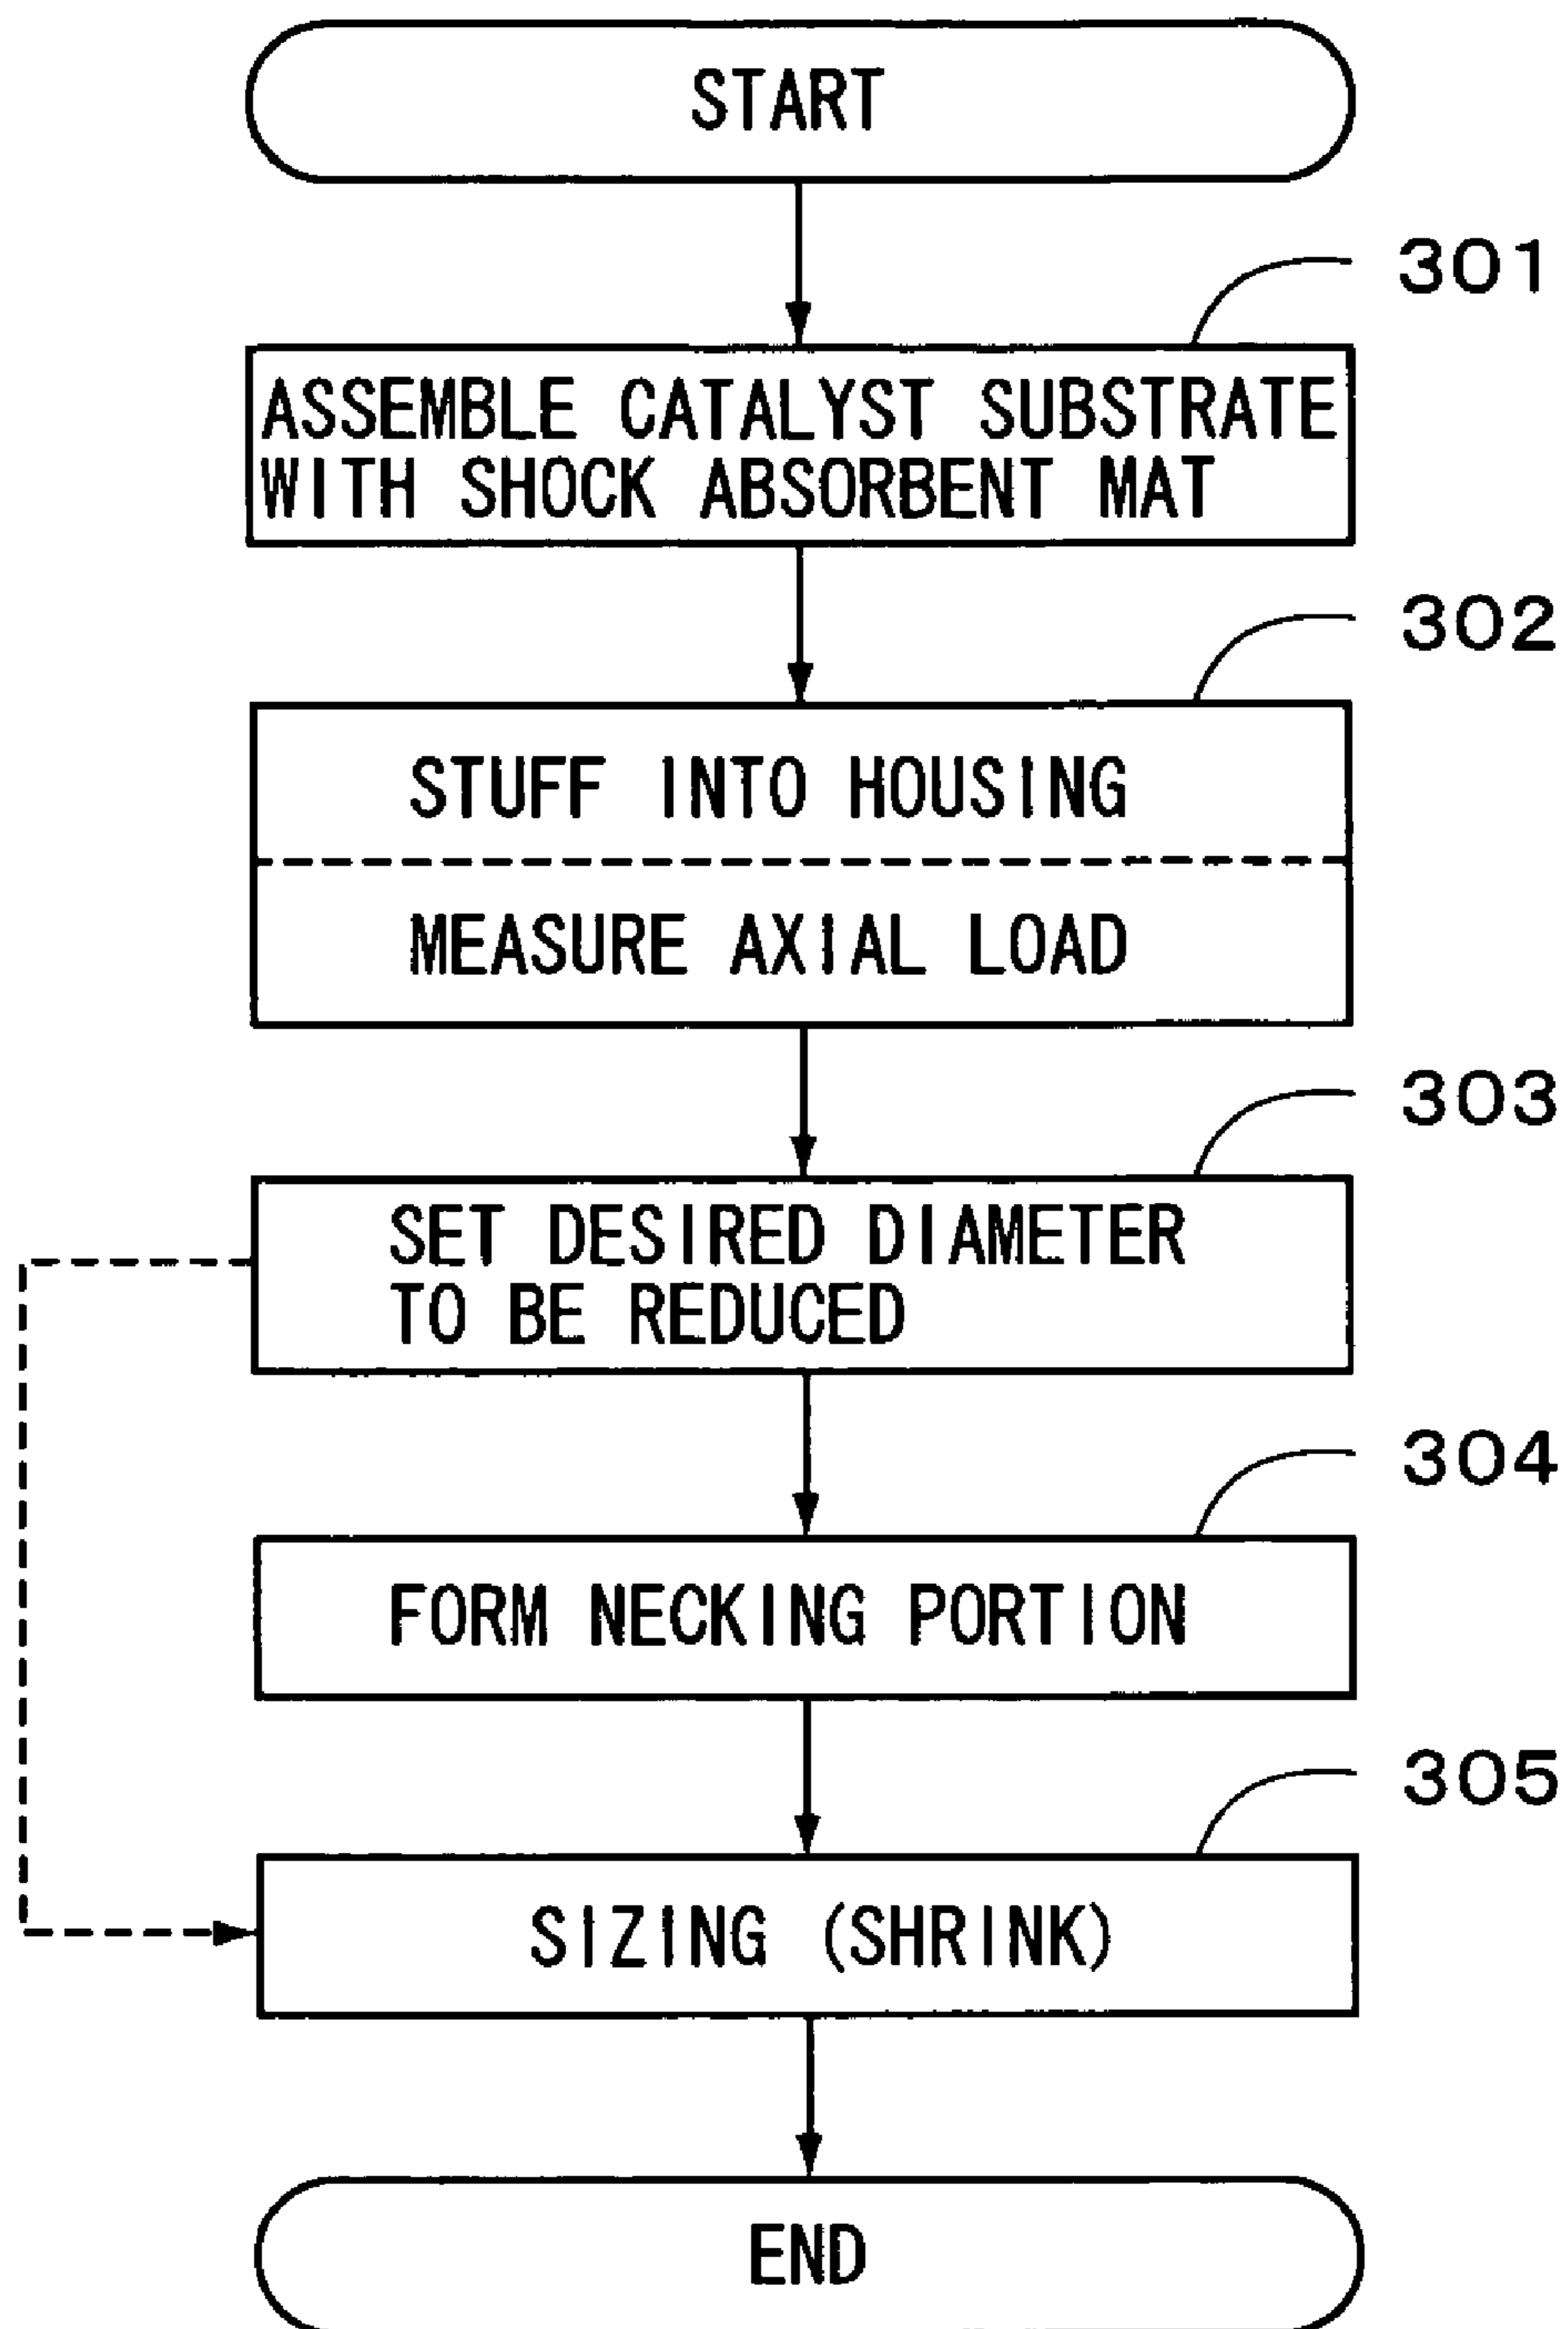 START
301
ASSEMBLE CATALYST SUBSTRATE
WITH SHOCK ABSORBENT MAT
302
STUFF INTO HOUSING
MEASURE AXIAL LOAD
303
SET DESIRED DIAMETER
TO BE REDUCED
304
FORM NECKING PORTION
305
SIZING (SHRINK)
END